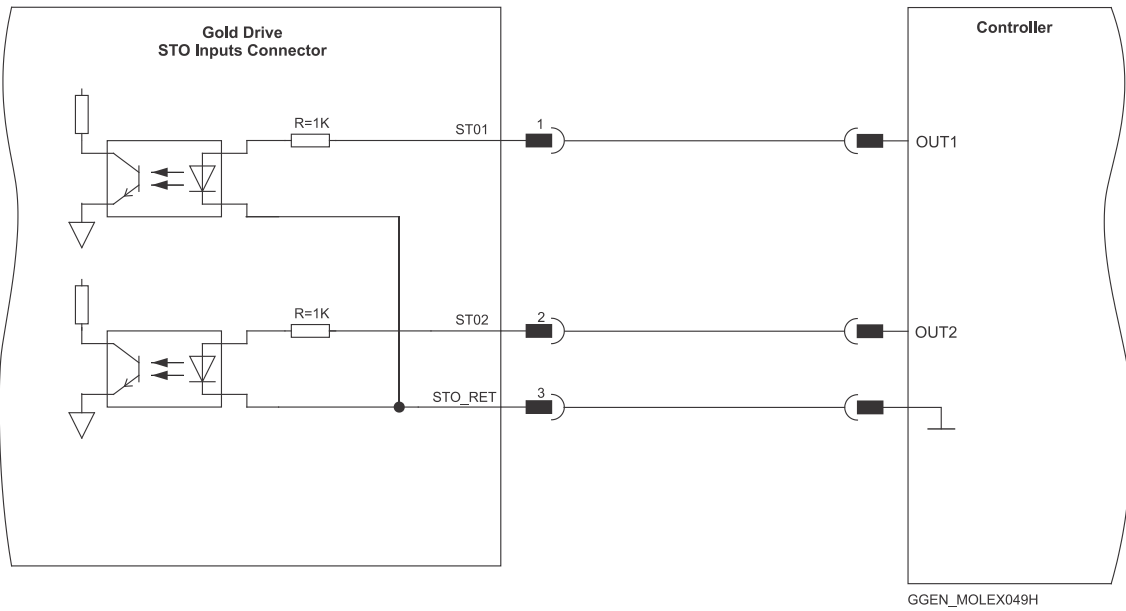 Gold Drive
STO Inputs Connector
Controller
R=1K
ST01
1
OUT1
R=1K
ST02
2
OUT2
STO_RET
3
GGEN_MOLEX049H